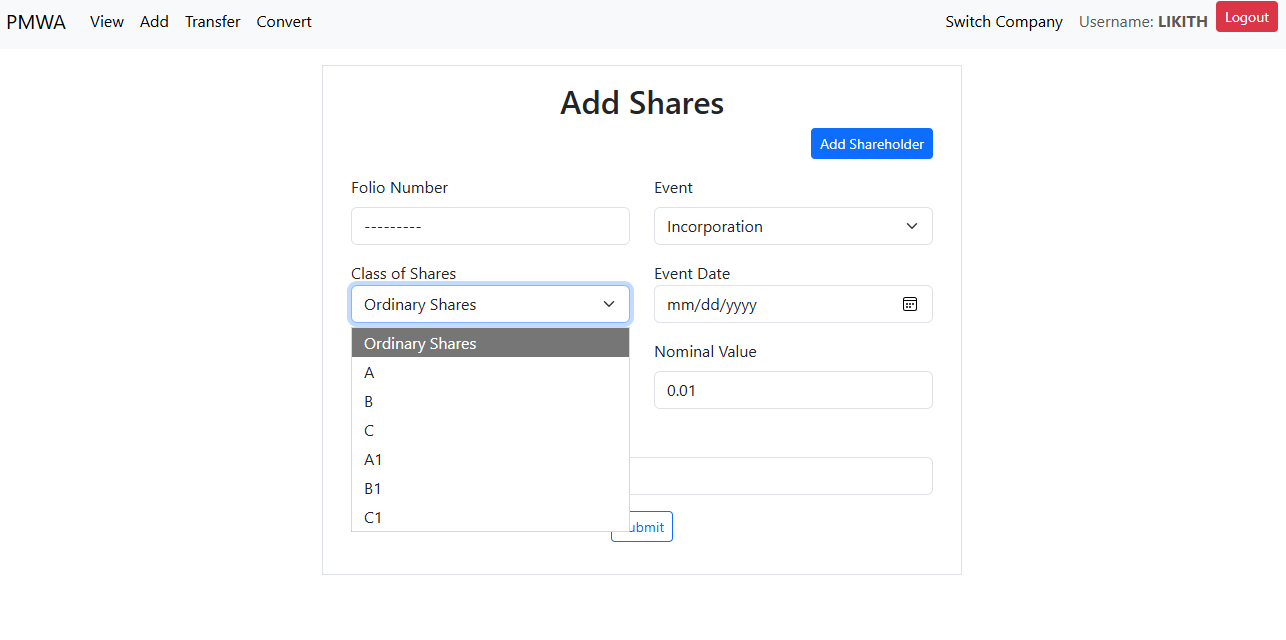 PMWA View Add Transfer Convert Switch Company Username: LIKITH Logout
Add Shares
Add Shareholder
Folio Number Event
--------- Incorporation
Class of Shares Event Date
Ordinary Shares mm/dd/yyyy
Ordinary Shares Nominal Value
A
B 0.01
C
A1
B1
C1
ubmit